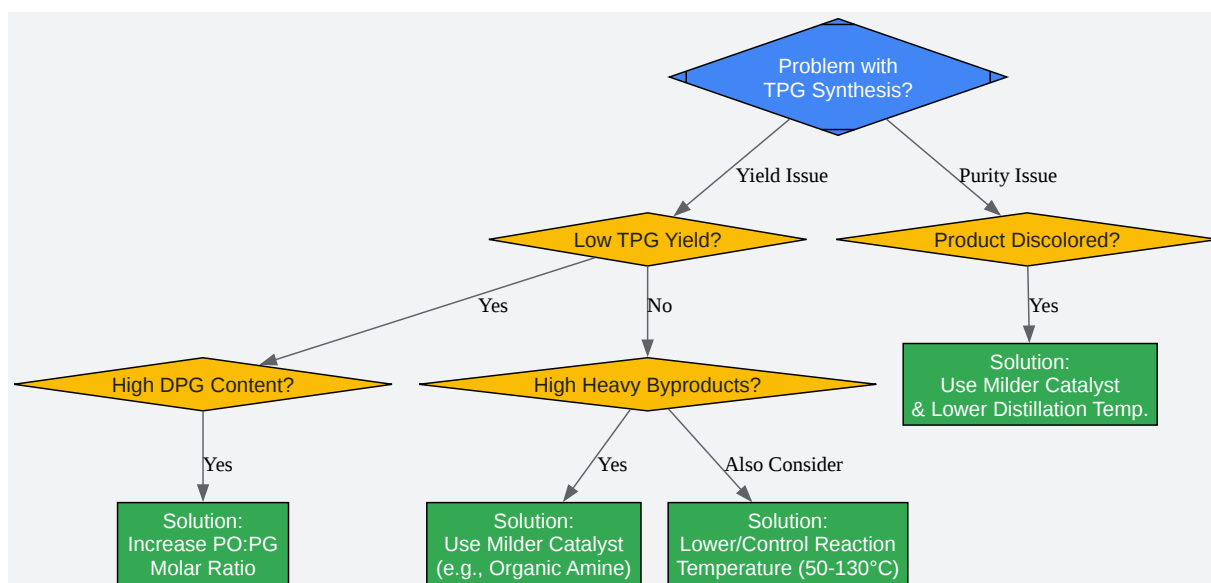 Problem with
TPG Synthesis?
Yield Issue
Purity Issue
Low TPG Yield?
Product Discolored?
Yes
No
Yes
High DPG Content?
High Heavy Byproducts?
Solution:
Use Milder Catalyst
& Lower Distillation Temp.
Yes
Yes
Also Consider
Solution:
Increase PO:PG
Molar Ratio
Solution:
Use Milder Catalyst
(e.g., Organic Amine)
Solution:
Lower/Control Reaction
Temperature (50-130°C)